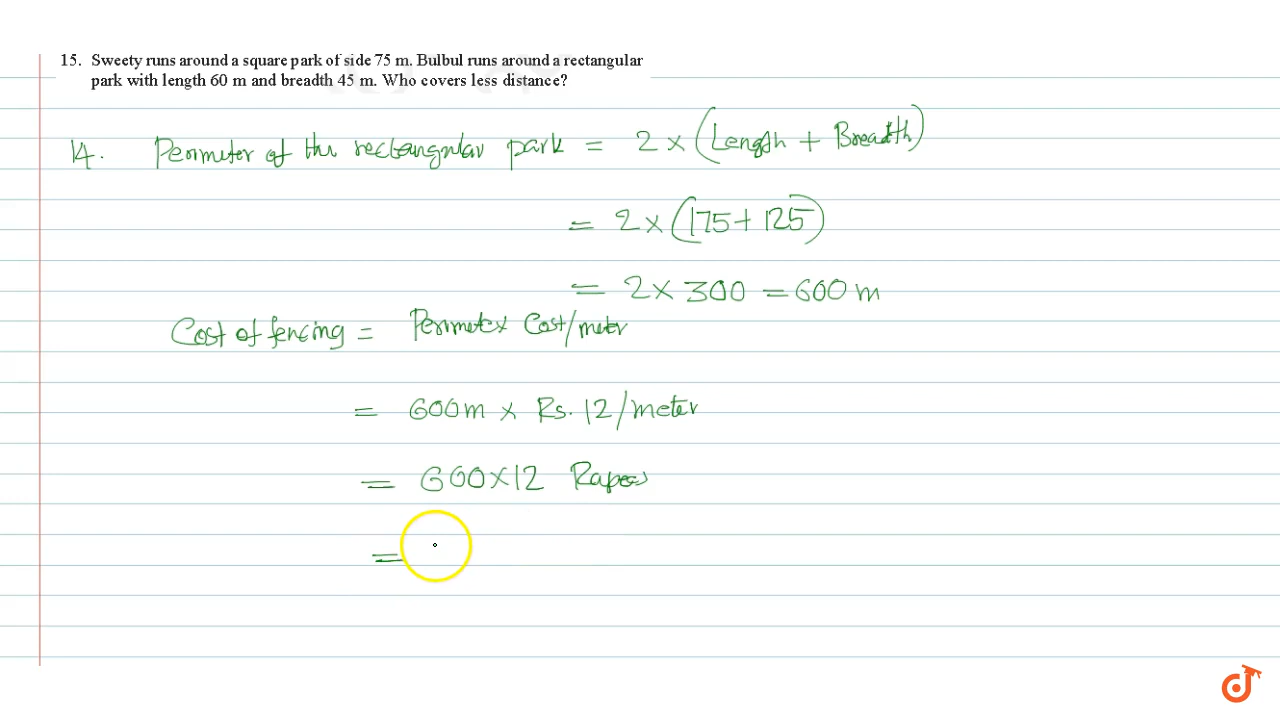 15. Sweety runs around a square park of side 75 m. Bulbul runs around a rectangular
park with length 60 m and breadth 45 m. Who covers less distance?
14. Perimeter of the rectangular park = 2 × (Length + Breadth)
= 2 × (175 + 125)
= 2 × 300 = 600 m
Cost of fencing = Perimeter × Cost/meter
= 600 m × Rs. 12/meter
= 600 × 12 Rupees
=